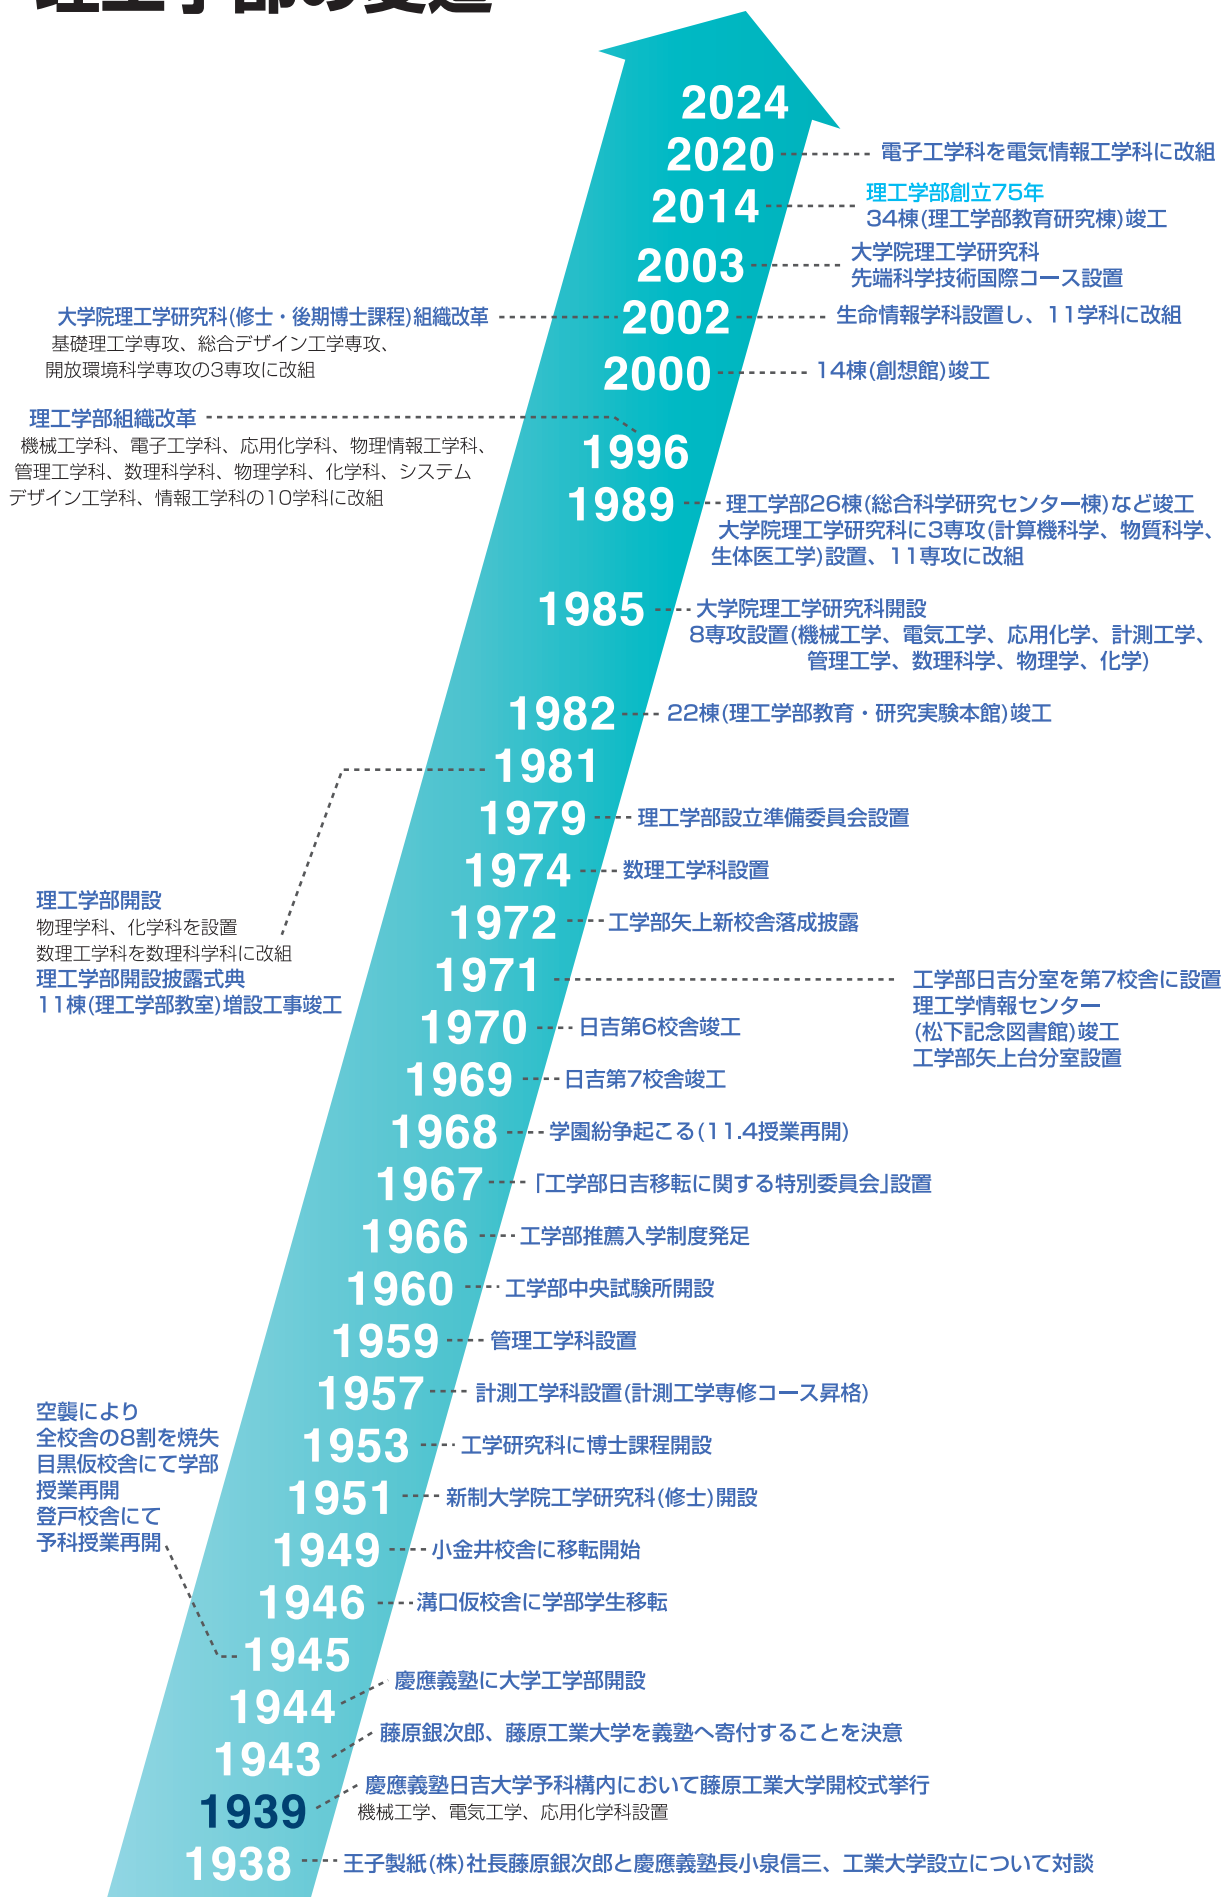 理工学部の変遷
2024
2020
電子工学科を電気情報工学科に改組
2014
理工学部創立75年
34棟(理工学部教育研究棟)竣工
2003
大学院理工学研究科
先端科学技術国際コース設置
大学院理工学研究科(修士・後期博士課程)組織改革
基礎理工学専攻、総合デザイン工学専攻、
開放環境科学専攻の3専攻に改組
2002
生命情報学科設置し、11学科に改組
2000
14棟(創想館)竣工
理工学部組織改革
機械工学科、電子工学科、応用化学科、物理情報工学科、
管理工学科、数理科学科、物理学科、化学科、システム
デザイン工学科、情報工学科の10学科に改組
1996
1989
理工学部26棟(総合科学研究センター棟)など竣工
大学院理工学研究科に3専攻(計算機科学、物質科学、
生体医工学)設置、11専攻に改組
1985
大学院理工学研究科開設
8専攻設置(機械工学、電気工学、応用化学、計測工学、
管理工学、数理科学、物理学、化学)
1982
22棟(理工学部教育・研究実験本館)竣工
1981
理工学部開設
物理学科、化学科を設置
数理工学科を数理科学科に改組
理工学部開設披露式典
11棟(理工学部教室)増設工事竣工
1979
理工学部設立準備委員会設置
1974
数理工学科設置
1972
工学部矢上新校舎落成披露
1971
工学部日吉分室を第7校舎に設置
理工学情報センター
(松下記念図書館)竣工
工学部矢上台分室設置
1970
日吉第6校舎竣工
1969
日吉第7校舎竣工
1968
学園紛争起こる(11.4授業再開)
1967
「工学部日吉移転に関する特別委員会」設置
1966
工学部推薦入学制度発足
1960
工学部中央試験所開設
1959
管理工学科設置
1957
計測工学科設置(計測工学専修コース昇格)
1953
工学研究科に博士課程開設
1951
新制大学院工学研究科(修士)開設
1949
小金井校舎に移転開始
1946
溝口仮校舎に学部学生移転
空襲により
全校舎の8割を焼失
目黒仮校舎にて学部
授業再開
登戸校舎にて
予科授業再開
1945
1944
慶應義塾に大学工学部開設
1943
藤原銀次郎、藤原工業大学を義塾へ寄付することを決意
1939
慶應義塾日吉大学予科構内において藤原工業大学開校式挙行
機械工学、電気工学、応用化学科設置
1938
王子製紙(株)社長藤原銀次郎と慶應義塾長小泉信三、工業大学設立について対談